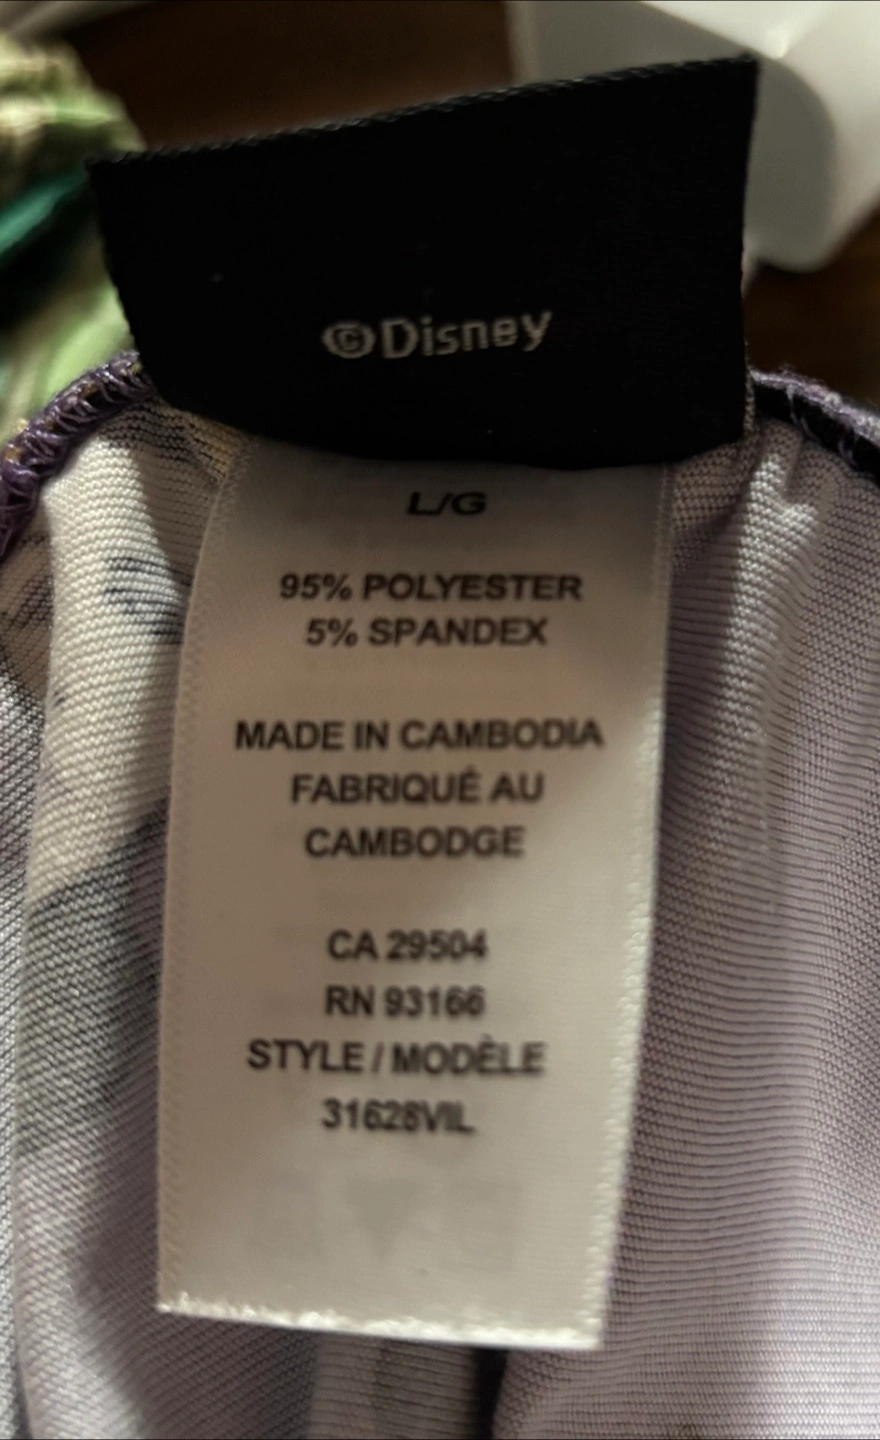 ©Disney
L/G
95% POLYESTER
5% SPANDEX
MADE IN CAMBODIA
FABRIQUÉ AU
CAMBODGE
CA 29504
RN 93166
STYLE / MODÈLE
31628VIL